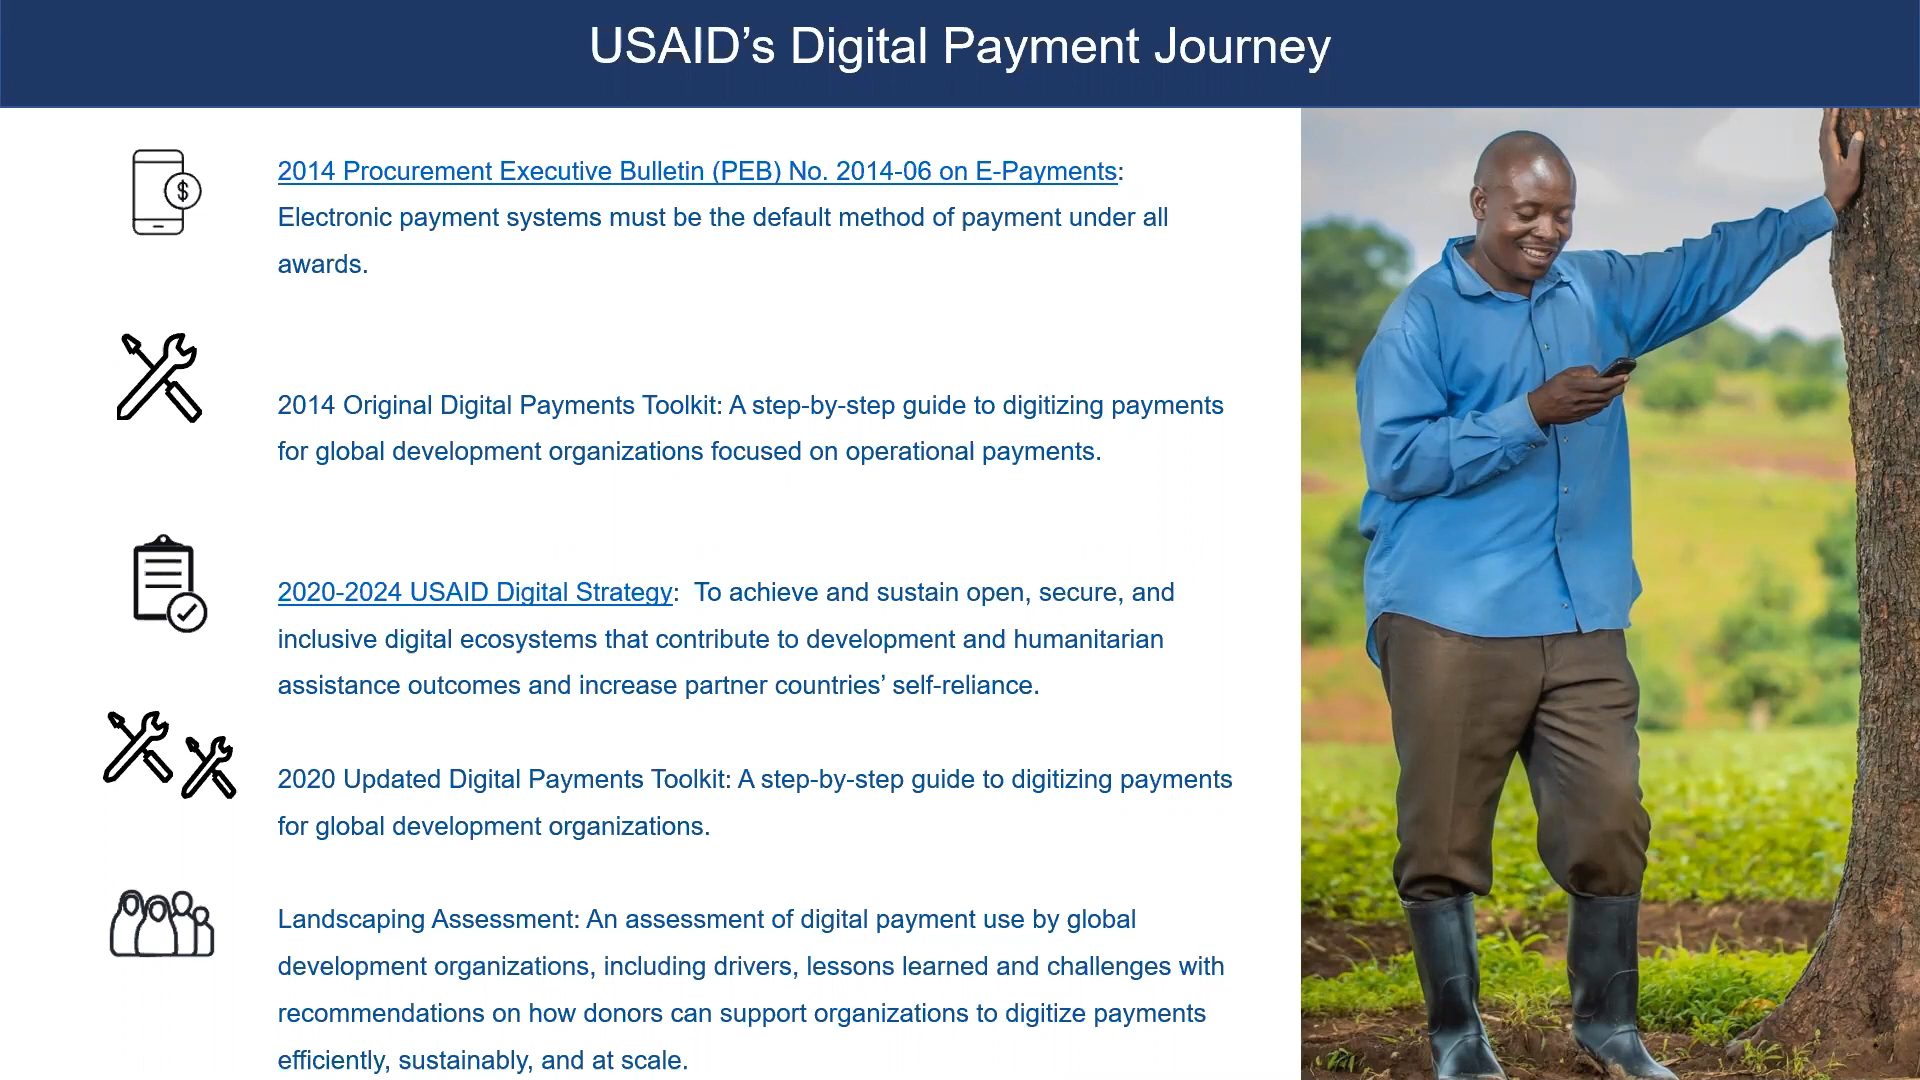 USAID’s Digital Payment Journey
$
2014 Procurement Executive Bulletin (PEB) No. 2014-06 on E-Payments:
Electronic payment systems must be the default method of payment under all
awards.
2014 Original Digital Payments Toolkit: A step-by-step guide to digitizing payments
for global development organizations focused on operational payments.
2020-2024 USAID Digital Strategy:  To achieve and sustain open, secure, and
inclusive digital ecosystems that contribute to development and humanitarian
assistance outcomes and increase partner countries’ self-reliance.
2020 Updated Digital Payments Toolkit: A step-by-step guide to digitizing payments
for global development organizations.
Landscaping Assessment: An assessment of digital payment use by global
development organizations, including drivers, lessons learned and challenges with
recommendations on how donors can support organizations to digitize payments
efficiently, sustainably, and at scale.